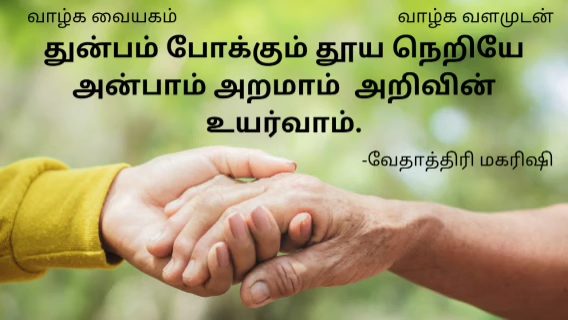 வாழ்க வையகம் வாழ்க வளமுடன்
துன்பம் போக்கும் தூய நெறியே
அன்பாம் அறமாம் அறிவின்
உயர்வாம்.
-வேதாத்திரி மகரிஷி